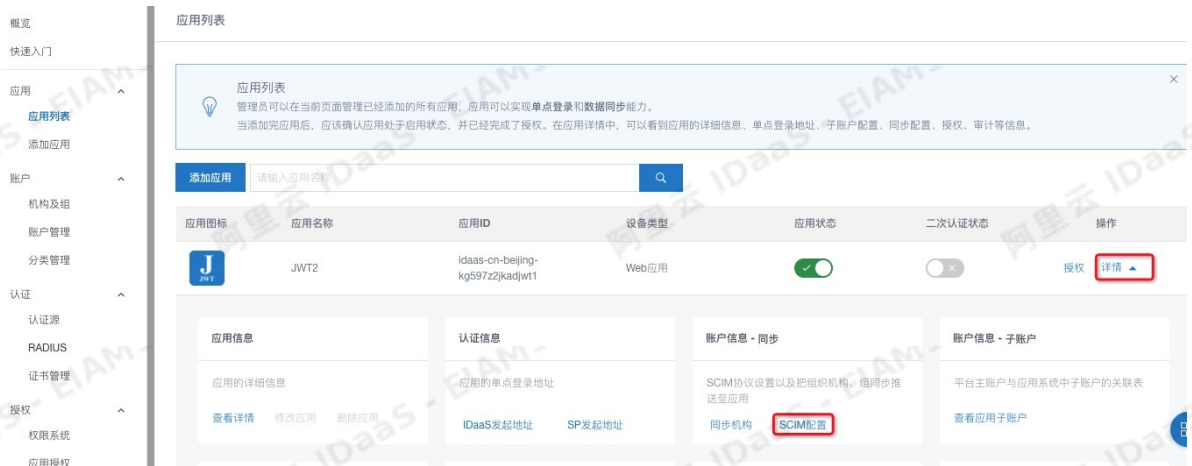 概览
快速入门
应用
应用列表
添加应用
账户
机构及组
账户管理
分类管理
认证
认证源
RADIUS
证书管理
授权
权限系统
应用授权
应用列表
应用列表
管理员可以在当前页面管理已经添加的所有应用，应用可以实现单点登录和数据同步能力。
当添加完应用后，应该确认应用处于启用状态，并已经完成了授权。在应用详情中，可以看到应用的详细信息、单点登录地址、子账户配置、同步配置、授权、审计等信息。
添加应用 请输入应用名称
应用图标 应用名称 应用ID 设备类型 应用状态 二次认证状态 操作
J
JWT
JWT2
idaas-cn-beijing-
kg597z2jkadjwt1
Web应用
授权 详情
应用信息
应用的详细信息
查看详情 修改应用 删除应用
认证信息
应用的单点登录地址
IDaaS发起地址 SP发起地址
账户信息 - 同步
SCIM协议设置以及把组织机构、组同步推
送至应用
同步机构 SCIM配置
账户信息 - 子账户
平台主账户与应用系统中子账户的关联表
查看应用子账户
阿里云 IDaaS - EIAM